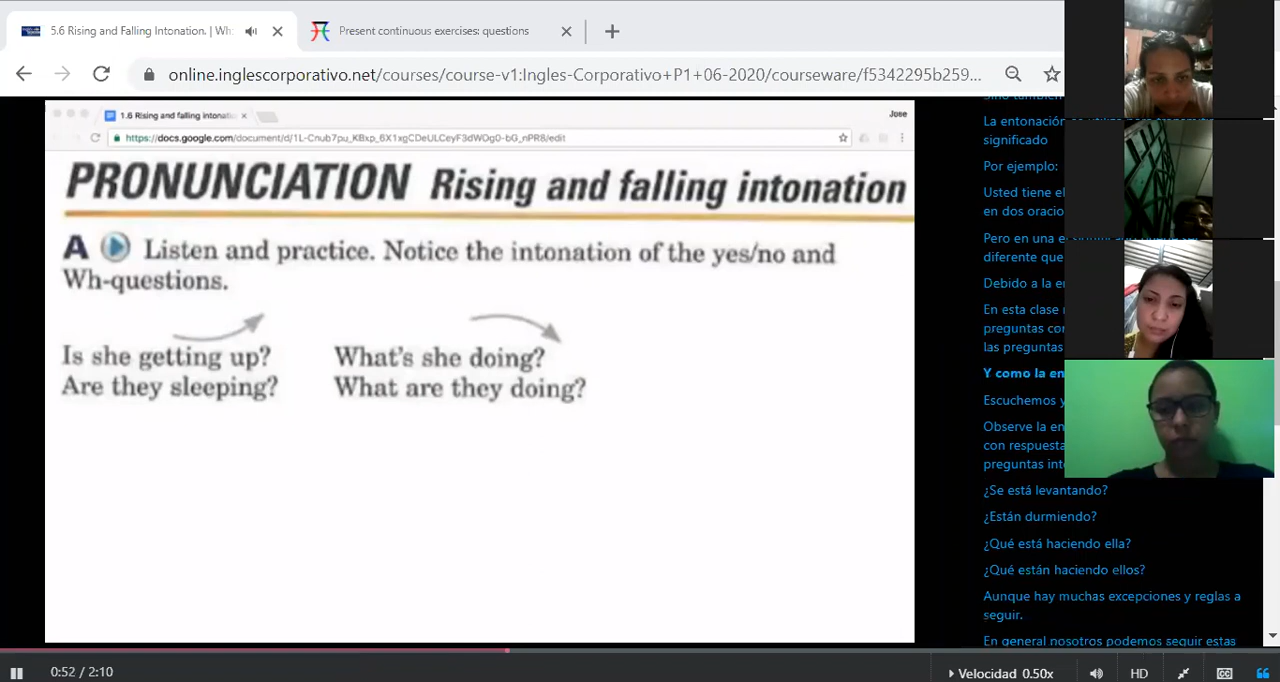 5.6 Rising and Falling Intonation. | Wh
Present continuous exercises: questions
online.inglescorporativo.net/courses/course-v1:Ingles-Corporativo+P1+06-2020/courseware/f5342295b259...
1.6 Rising and falling intonatio
Jose
https://docs.google.com/document/d/1L-Cnub7pu_KBxp_6X1xgCDeULCeyF3dWOg0-bG_nPR8/edit
PRONUNCIATION Rising and falling intonation
A Listen and practice. Notice the intonation of the yes/no and
Wh-questions.
Is she getting up? What's she doing?
Are they sleeping? What are they doing?
La entonación
significado
Por ejemplo:
Usted tiene el
en dos oracio
Pero en una
diferente que
Debido a la e
En esta clase
preguntas co
las preguntas
Y como la en
Escuchemos y
Observe la en
con respuesta
preguntas int
¿Se está levantando?
¿Están durmiendo?
¿Qué está haciendo ella?
¿Qué están haciendo ellos?
Aunque hay muchas excepciones y reglas a
seguir.
En general nosotros podemos seguir estas
0:52 / 2:10
Velocidad 0.50x
HD
CC